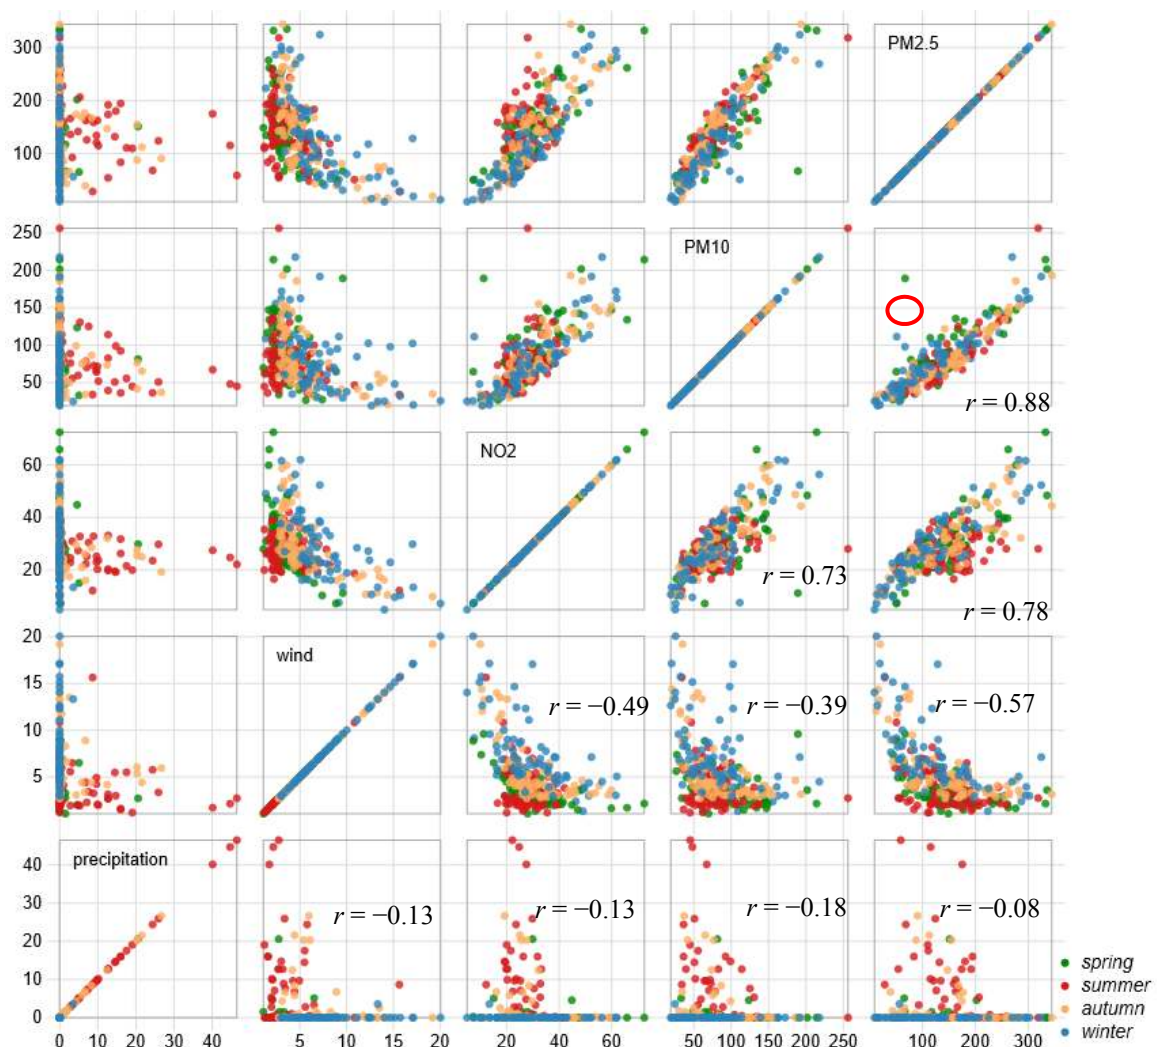 300
200
100
PM2.5
250
200
150
100
50
PM10
r = 0.88
60
40
20
NO2
r = 0.73
r = 0.78
20
15
10
5
wind
r = −0.49
r = −0.39
r = −0.57
40
30
20
10
0
precipitation
r = −0.13
r = −0.13
r = −0.18
r = −0.08
spring
summer
autumn
winter
0 10 20 30 40 5 10 15 20 20 40 60 50 100 150 200 250 100 200 300